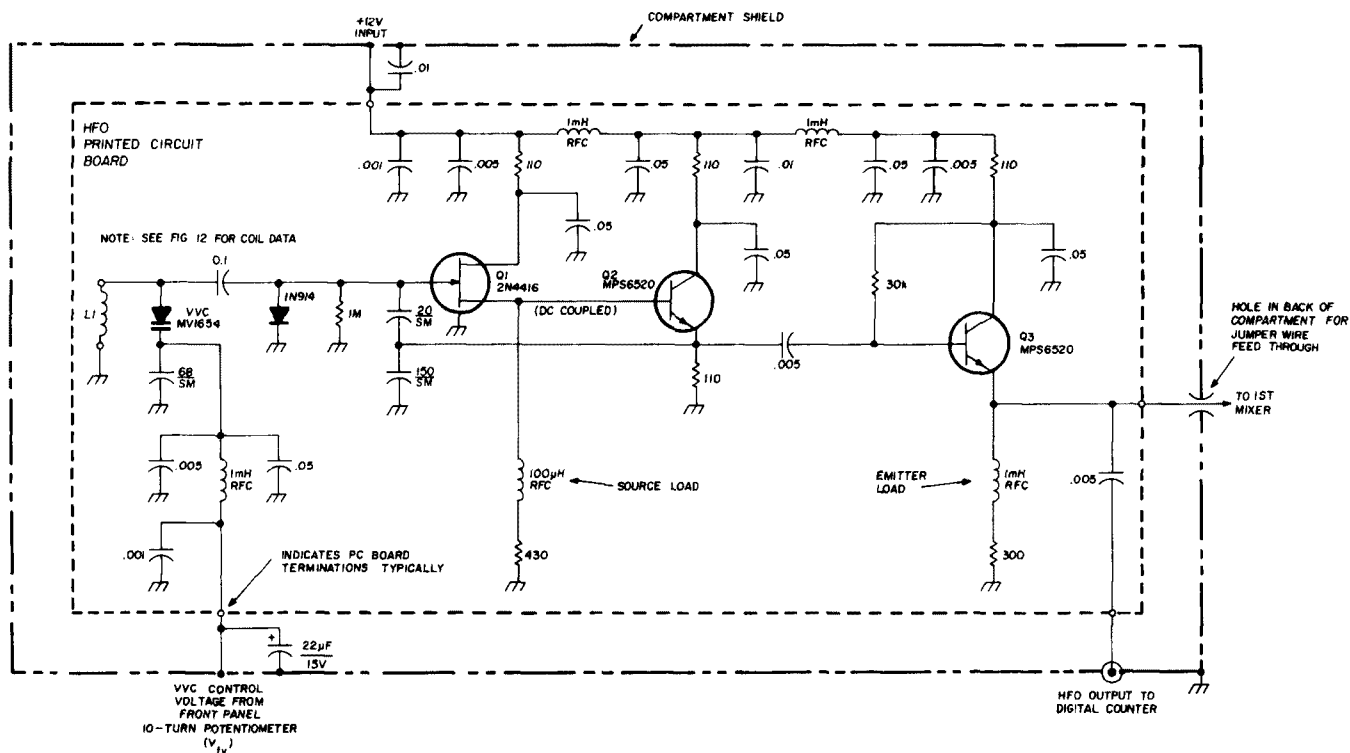 COMPARTMENT SHIELD
+12V
INPUT
.01
HFO
PRINTED CIRCUIT
BOARD
1mH
RFC
1mH
RFC
.001
.005
110
.05
110
.01
.05
.005
110
.05
.05
.05
NOTE: SEE FIG 12 FOR COIL DATA
0.1
L1
VVC
MV1654
1N914
1M
20
SM
Q1
2N4416
(DC COUPLED)
Q2
MPS6520
30k
Q3
MPS6520
HOLE IN BACK OF
COMPARTMENT FOR
JUMPER WIRE
FEED THROUGH
68
SM
150
SM
110
.005
TO 1ST
MIXER
.005
1mH
RFC
.05
100µH
RFC
SOURCE LOAD
EMITTER
LOAD
1mH
RFC
.005
.001
INDICATES PC BOARD
TERMINATIONS TYPICALLY
430
300
+
22µF
15V
VVC CONTROL
VOLTAGE FROM
FRONT PANEL
10-TURN POTENTIOMETER
(Vtv)
HFO OUTPUT TO
DIGITAL COUNTER